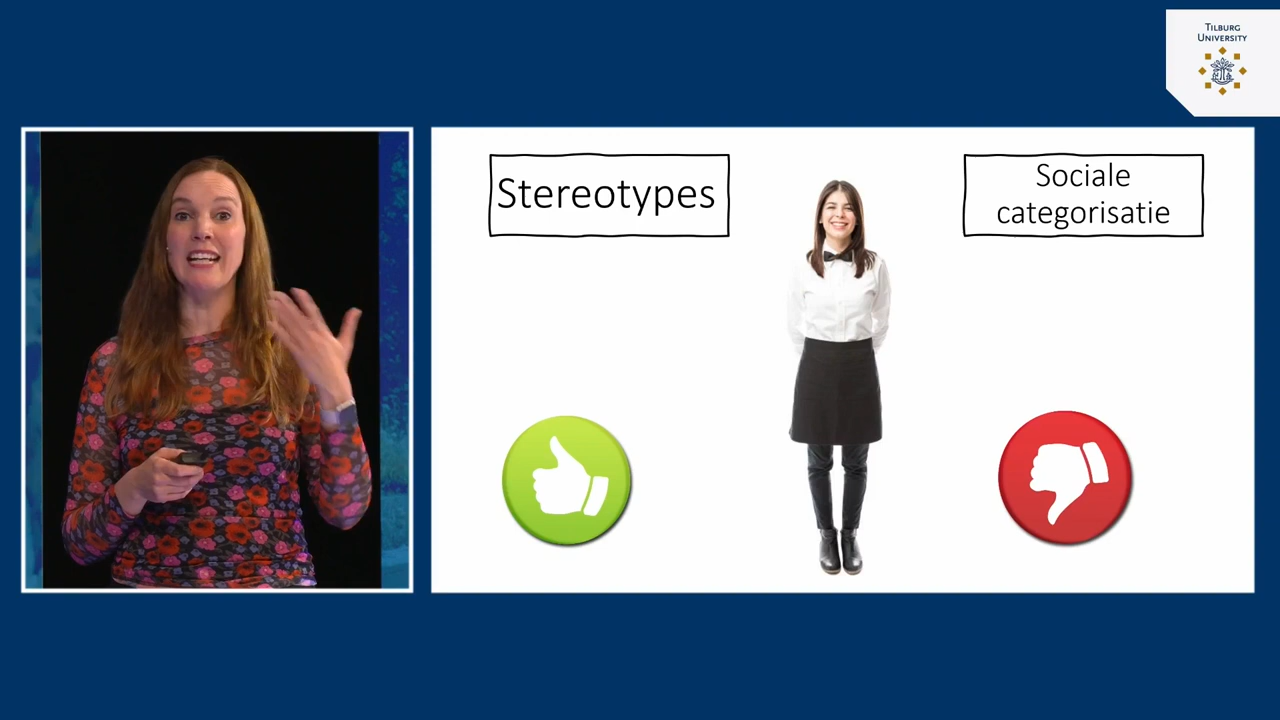 TILBURG
UNIVERSITY
Stereotypes
Sociale
categorisatie